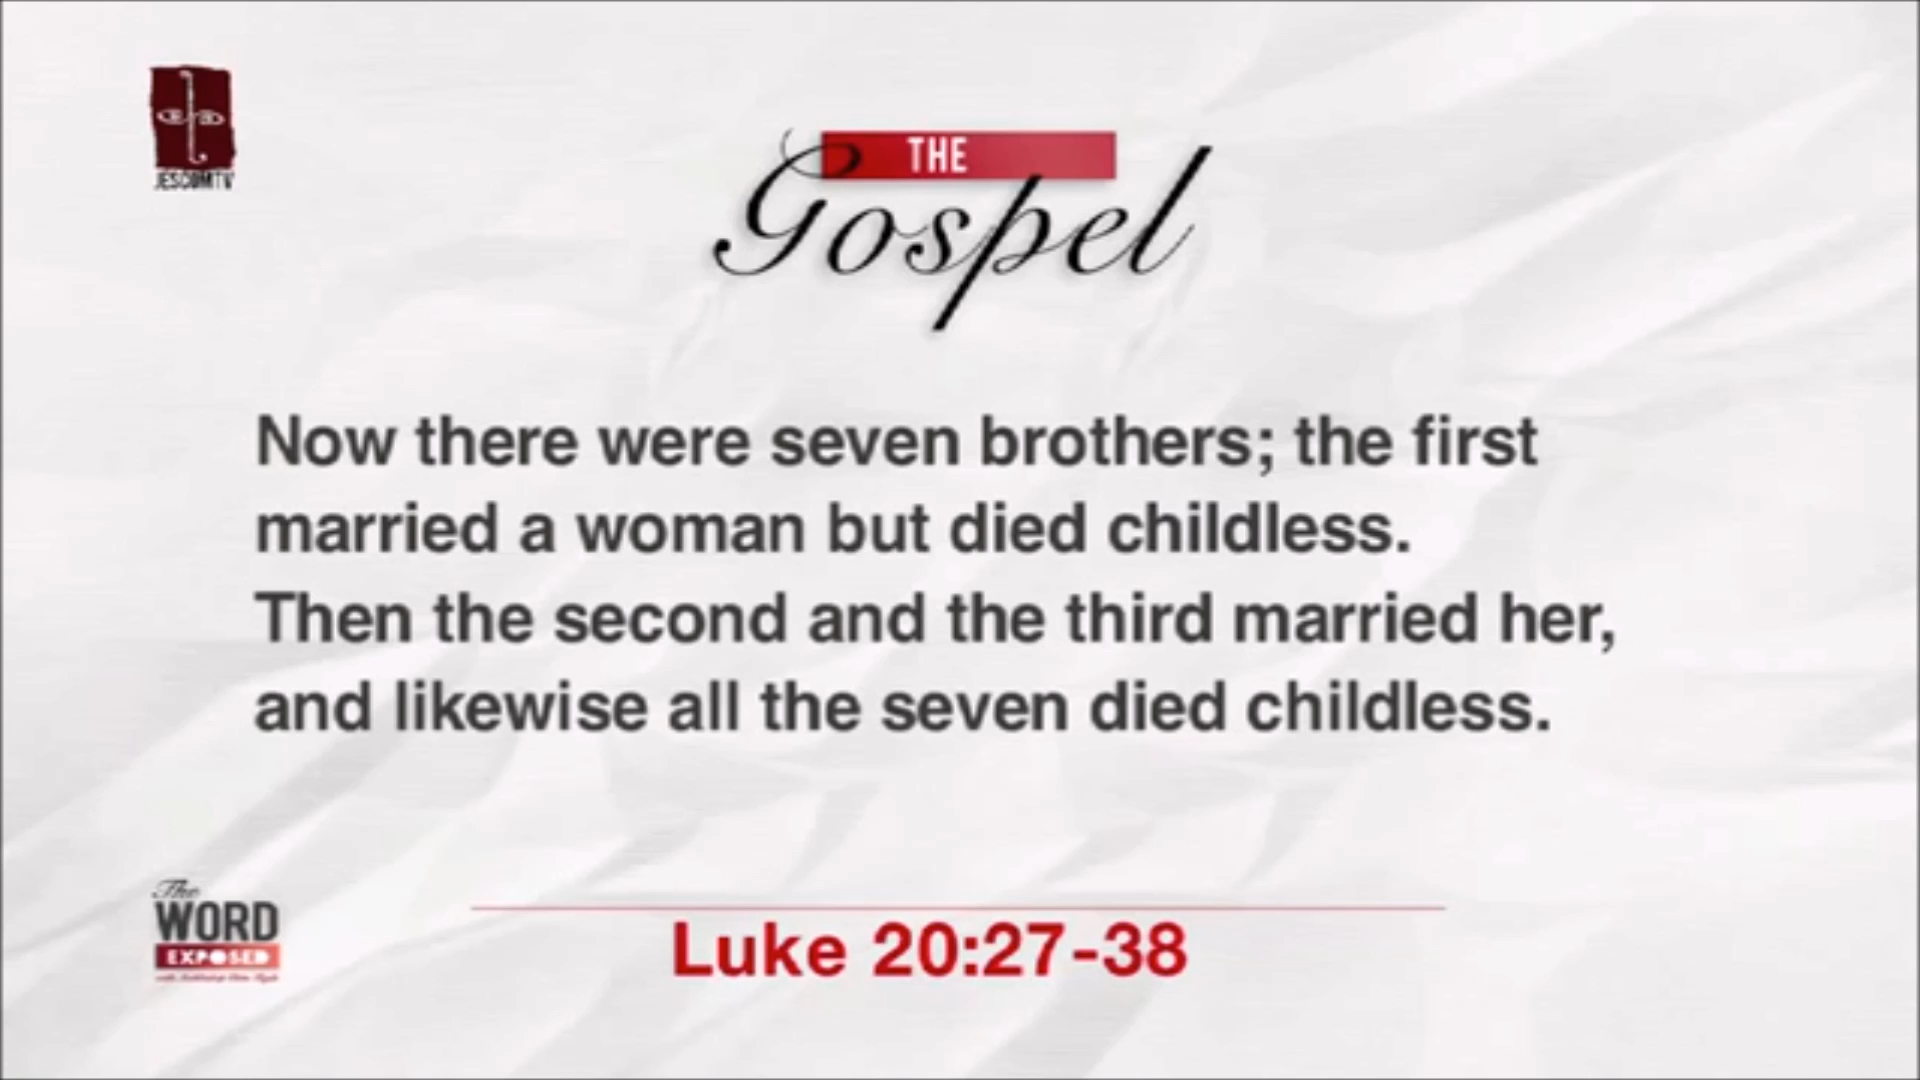 JESCOMTV
THE
Gospel
Now there were seven brothers; the first
married a woman but died childless.
Then the second and the third married her,
and likewise all the seven died childless.
The
WORD
EXPOSED
Luke 20:27-38